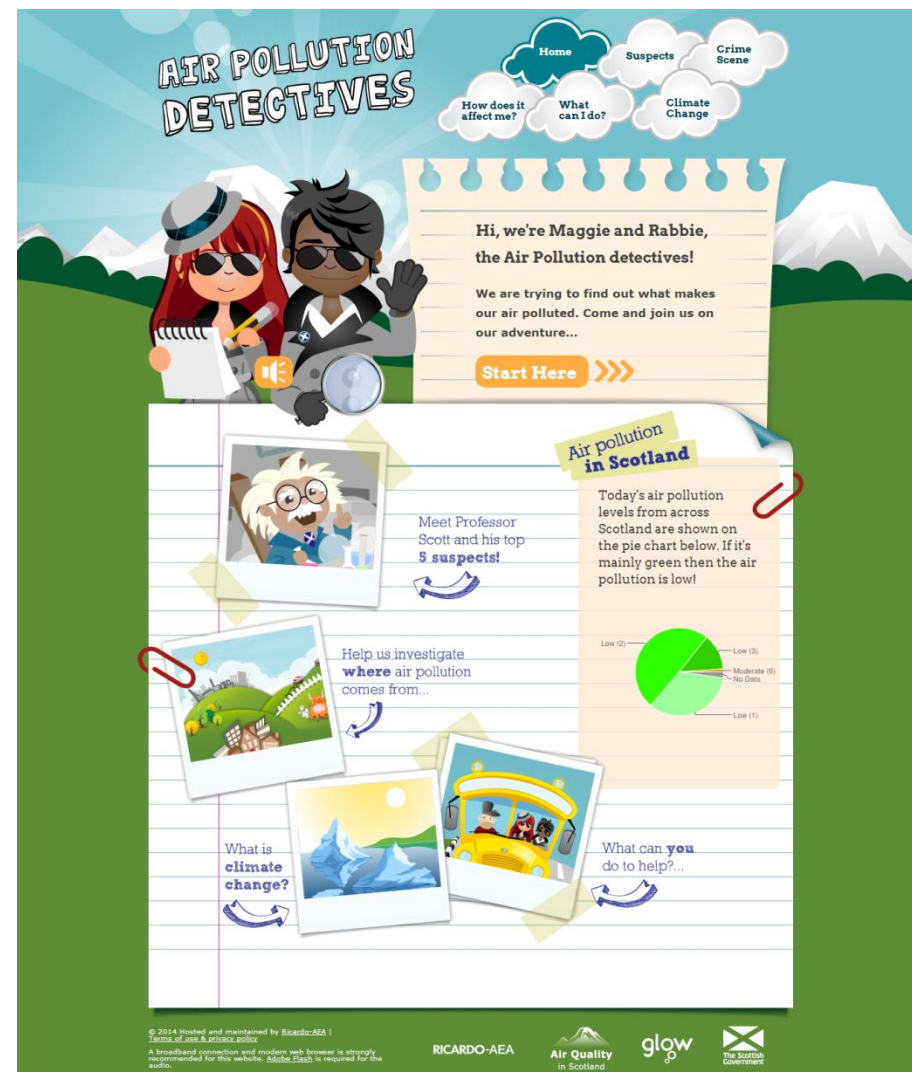 AIR POLLUTION
DETECTIVES
Home
Suspects
Crime
Scene
How does it
affect me?
What
can I do?
Climate
Change
Hi, we're Maggie and Rabbie,
the Air Pollution detectives!
We are trying to find out what makes
our air polluted. Come and join us on
our adventure...
Start Here
Air pollution
in Scotland
Today's air pollution
levels from across
Scotland are shown on
the pie chart below. If it's
mainly green then the air
pollution is low!
Meet Professor
Scott and his top
5 suspects!
Low (2)
Low (3)
Moderate (6)
No Data
Low (1)
Help us investigate
where air pollution
comes from...
What is
climate
change?
What can you
do to help?...
© 2014 Hosted and maintained by Ricardo-AEA |
Terms of use & privacy policy
A broadband connection and modern web browser is strongly
recommended for this website. Adobe Flash is required for the
audio.
RICARDO-AEA
Air Quality
in Scotland
glow
The Scottish
Government